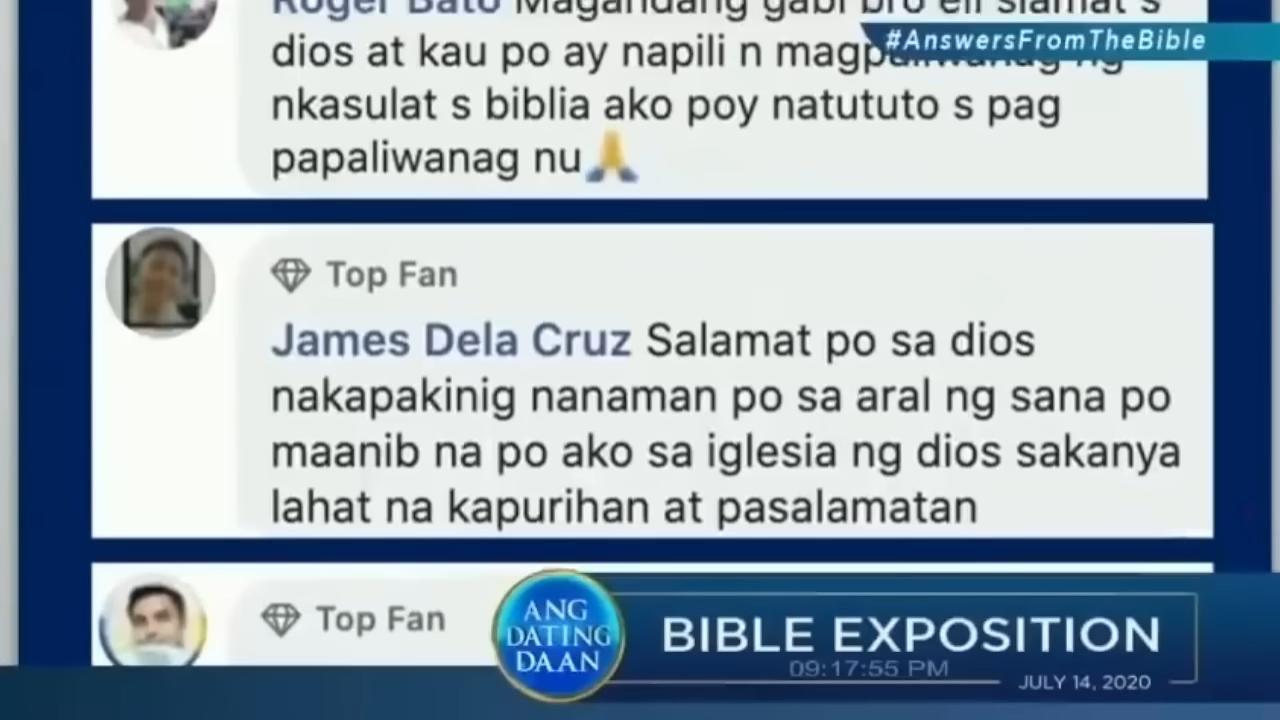 Roger Bato Magandang gabi bro eli slamat s
#AnswersFromTheBible
dios at kau po ay napili n magpaliwanag ng
nkasulat s biblia ako poy natututo s pag
papaliwanag nu🙏
Top Fan
James Dela Cruz Salamat po sa dios
nakapakinig nanaman po sa aral ng sana po
maanib na po ako sa iglesia ng dios sakanya
lahat na kapurihan at pasalamatan
Top Fan
ANG
DATING
DAAN
BIBLE EXPOSITION
09:17:55 PM
JULY 14, 2020